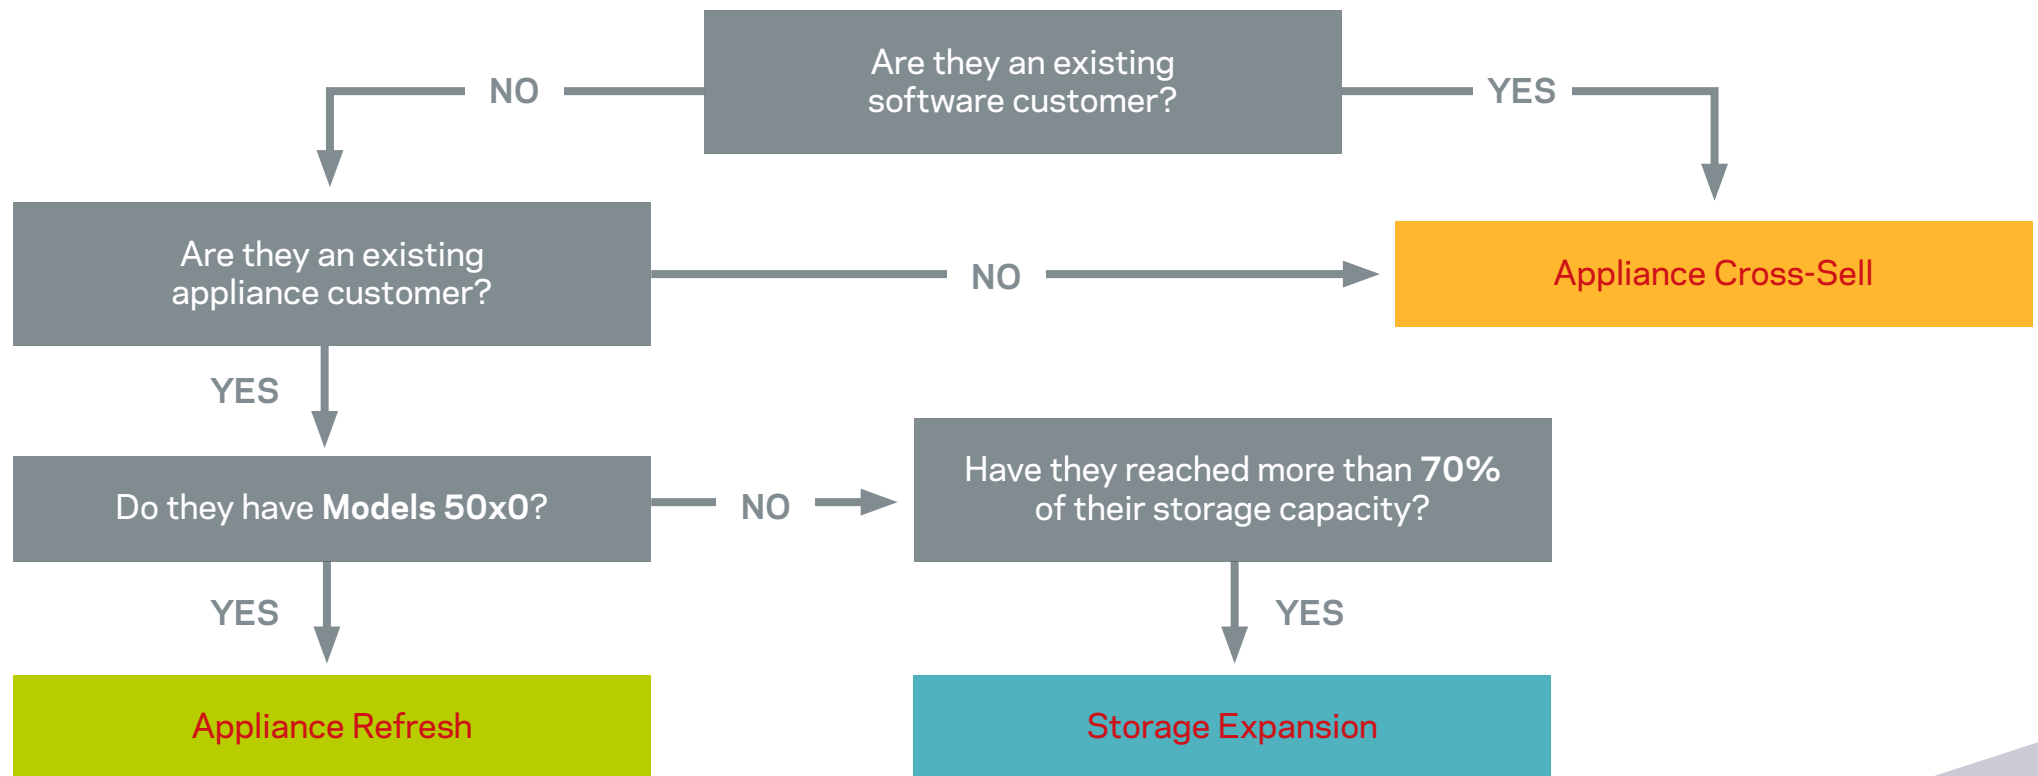 Are they an existing
software customer?
NO
YES
Are they an existing
appliance customer?
NO
Appliance Cross-Sell
YES
Do they have Models 50x0?
NO
Have they reached more than 70%
of their storage capacity?
YES
YES
Appliance Refresh
Storage Expansion